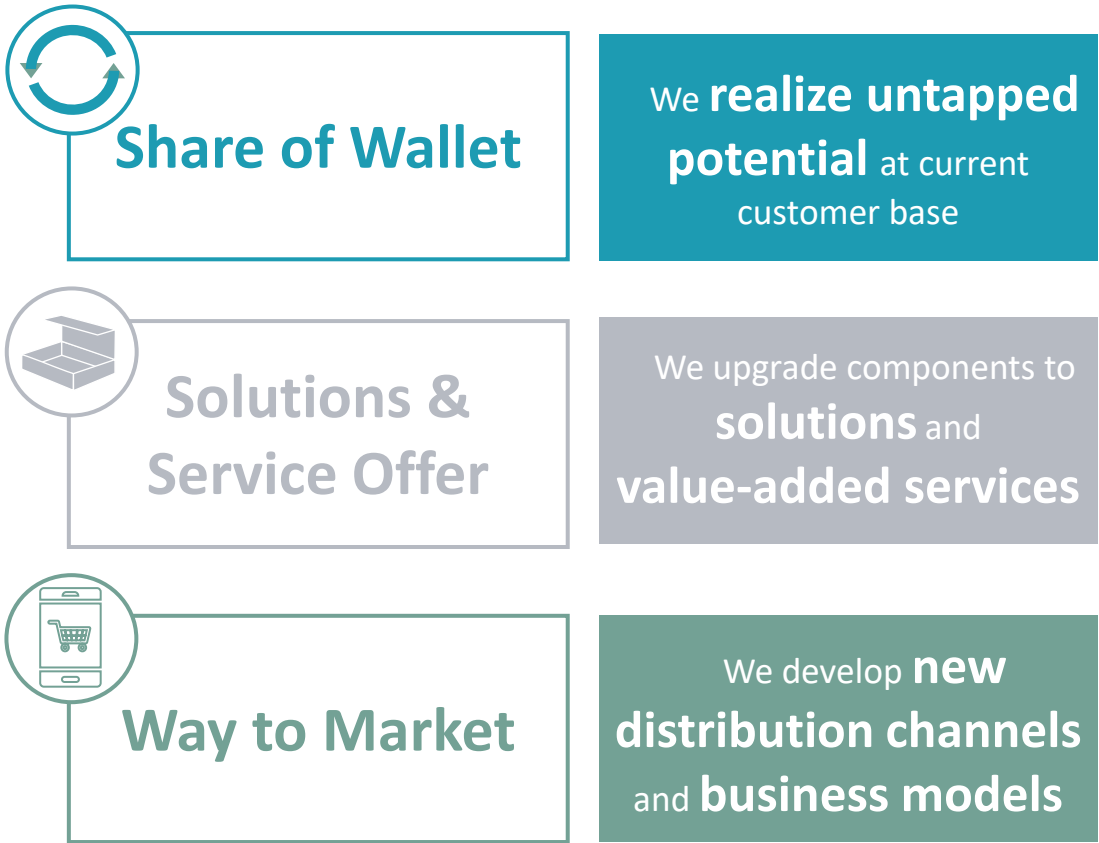 Share of Wallet
We realize untapped
potential at current
customer base
Solutions &
Service Offer
We upgrade components to
solutions and
value-added services
Way to Market
We develop new
distribution channels
and business models